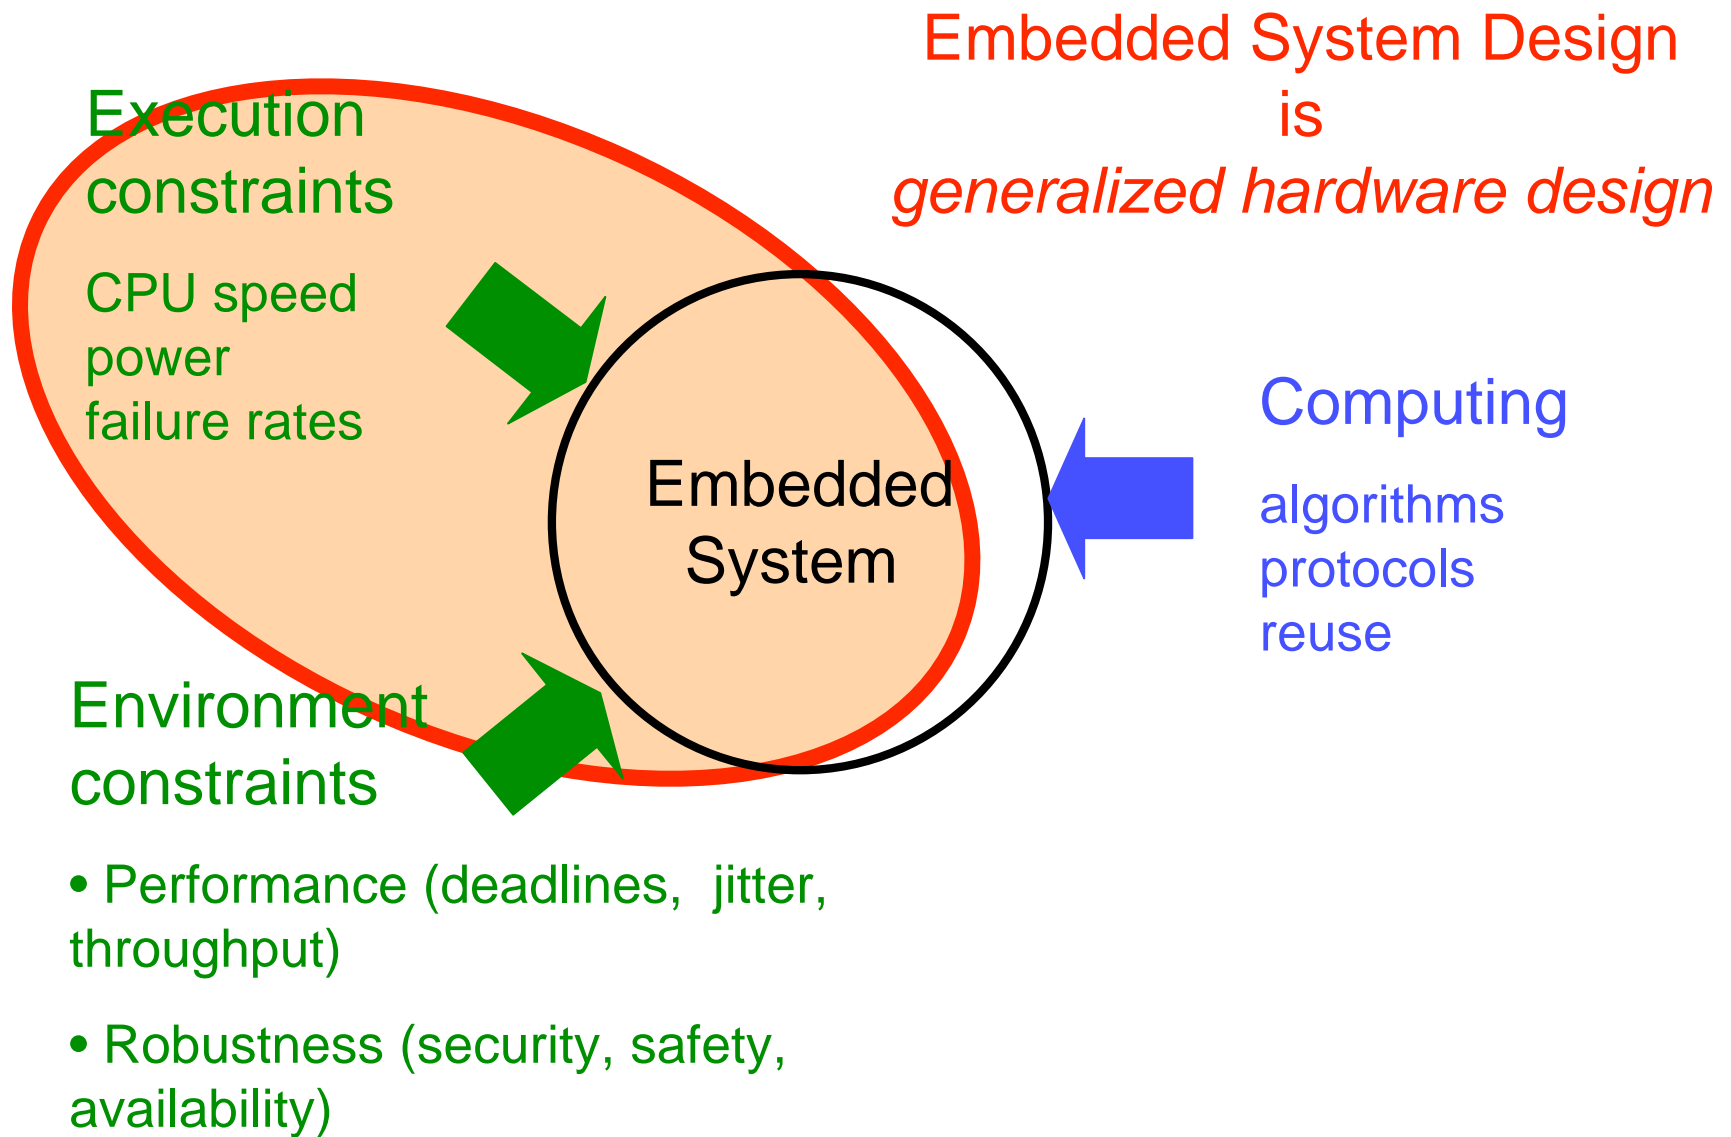 Embedded System Design
is
generalized hardware design
Execution
constraints
CPU speed
power
failure rates
Embedded
System
Computing
algorithms
protocols
reuse
Environment
constraints
• Performance (deadlines,  jitter,
throughput)
• Robustness (security, safety,
availability)